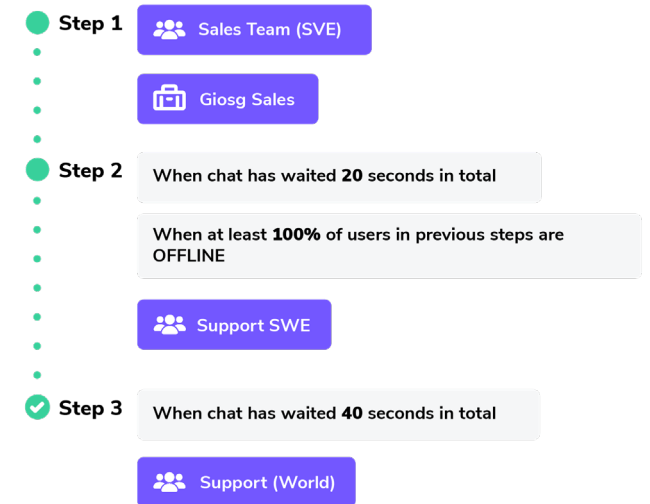 Step 1
Sales Team (SVE)
Giosg Sales
Step 2
When chat has waited 20 seconds in total
When at least 100% of users in previous steps are
OFFLINE
Support SWE
Step 3
When chat has waited 40 seconds in total
Support (World)